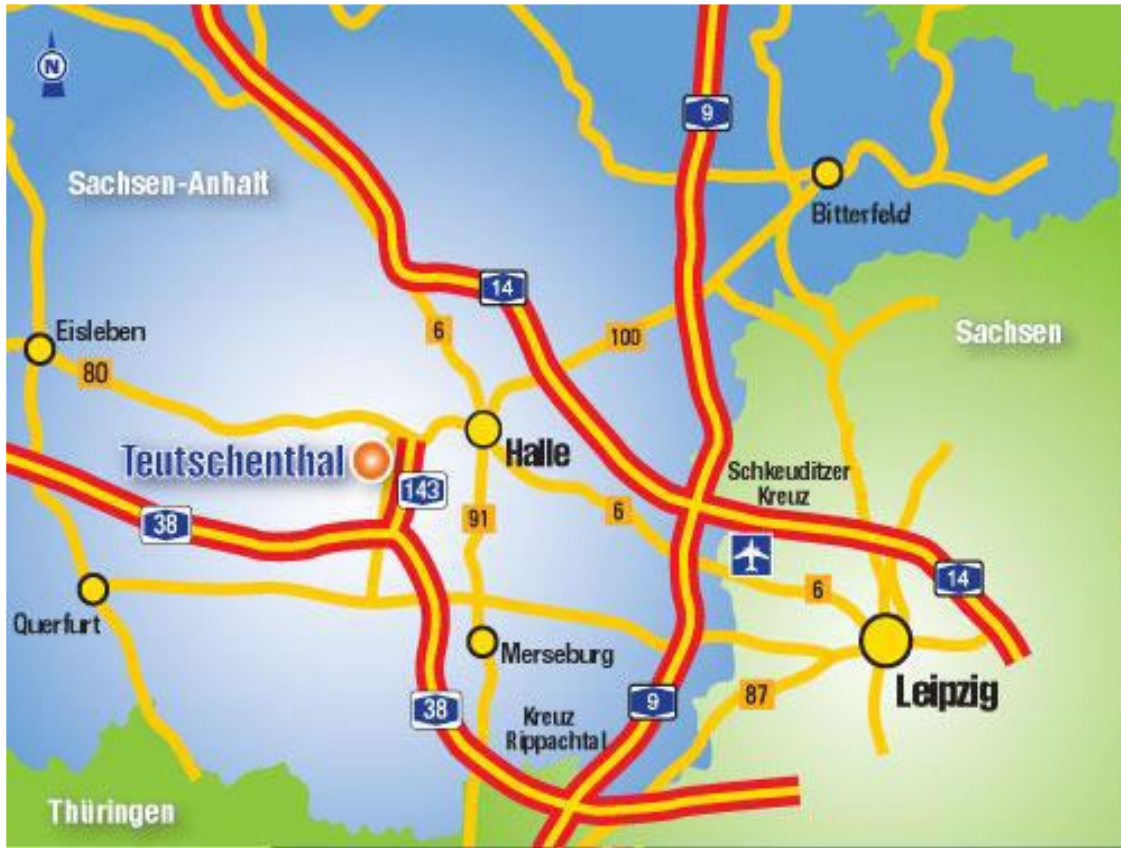 N
9
Sachsen-Anhalt
Bitterfeld
14
Eisleben
6
100
Sachsen
80
Teutschenthal
Halle
Schkeuditzer
Kreuz
143
38
91
6
14
6
Querfurt
Merseburg
Leipzig
38
9
87
Kreuz
Rippachtal
Thüringen